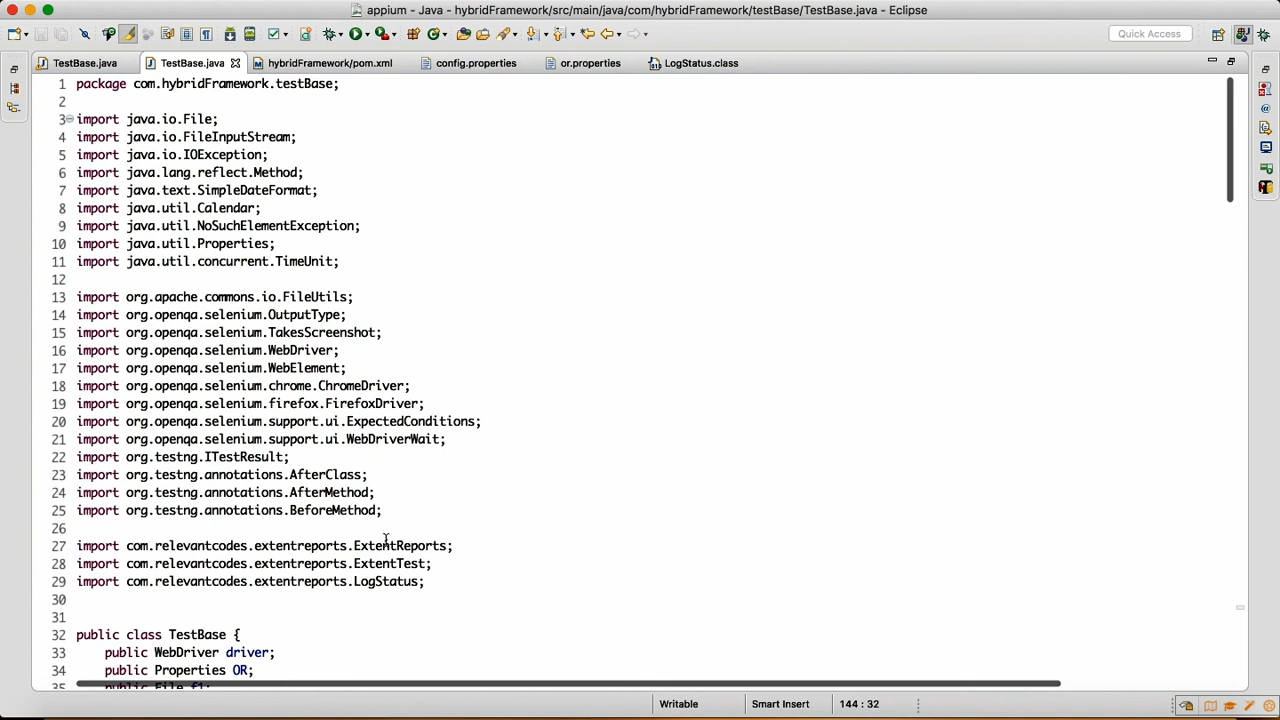 appium - Java - hybridFramework/src/main/java/com/hybridFramework/testBase/TestBase.java - Eclipse
Quick Access
TestBase.java
TestBase.java
hybridFramework/pom.xml
config.properties
or.properties
LogStatus.class
1 package com.hybridFramework.testBase;
2
3 import java.io.File;
4 import java.io.FileInputStream;
5 import java.io.IOException;
6 import java.lang.reflect.Method;
7 import java.text.SimpleDateFormat;
8 import java.util.Calendar;
9 import java.util.NoSuchElementException;
10 import java.util.Properties;
11 import java.util.concurrent.TimeUnit;
12
13 import org.apache.commons.io.FileUtils;
14 import org.openqa.selenium.OutputType;
15 import org.openqa.selenium.TakesScreenshot;
16 import org.openqa.selenium.WebDriver;
17 import org.openqa.selenium.WebElement;
18 import org.openqa.selenium.chrome.ChromeDriver;
19 import org.openqa.selenium.firefox.FirefoxDriver;
20 import org.openqa.selenium.support.ui.ExpectedConditions;
21 import org.openqa.selenium.support.ui.WebDriverWait;
22 import org.testng.ITestResult;
23 import org.testng.annotations.AfterClass;
24 import org.testng.annotations.AfterMethod;
25 import org.testng.annotations.BeforeMethod;
26
27 import com.relevantcodes.extentreports.ExtentReports;
28 import com.relevantcodes.extentreports.ExtentTest;
29 import com.relevantcodes.extentreports.LogStatus;
30
31
32 public class TestBase {
33 public WebDriver driver;
34 public Properties OR;
35 public File f1;
Writable
Smart Insert
144 : 32